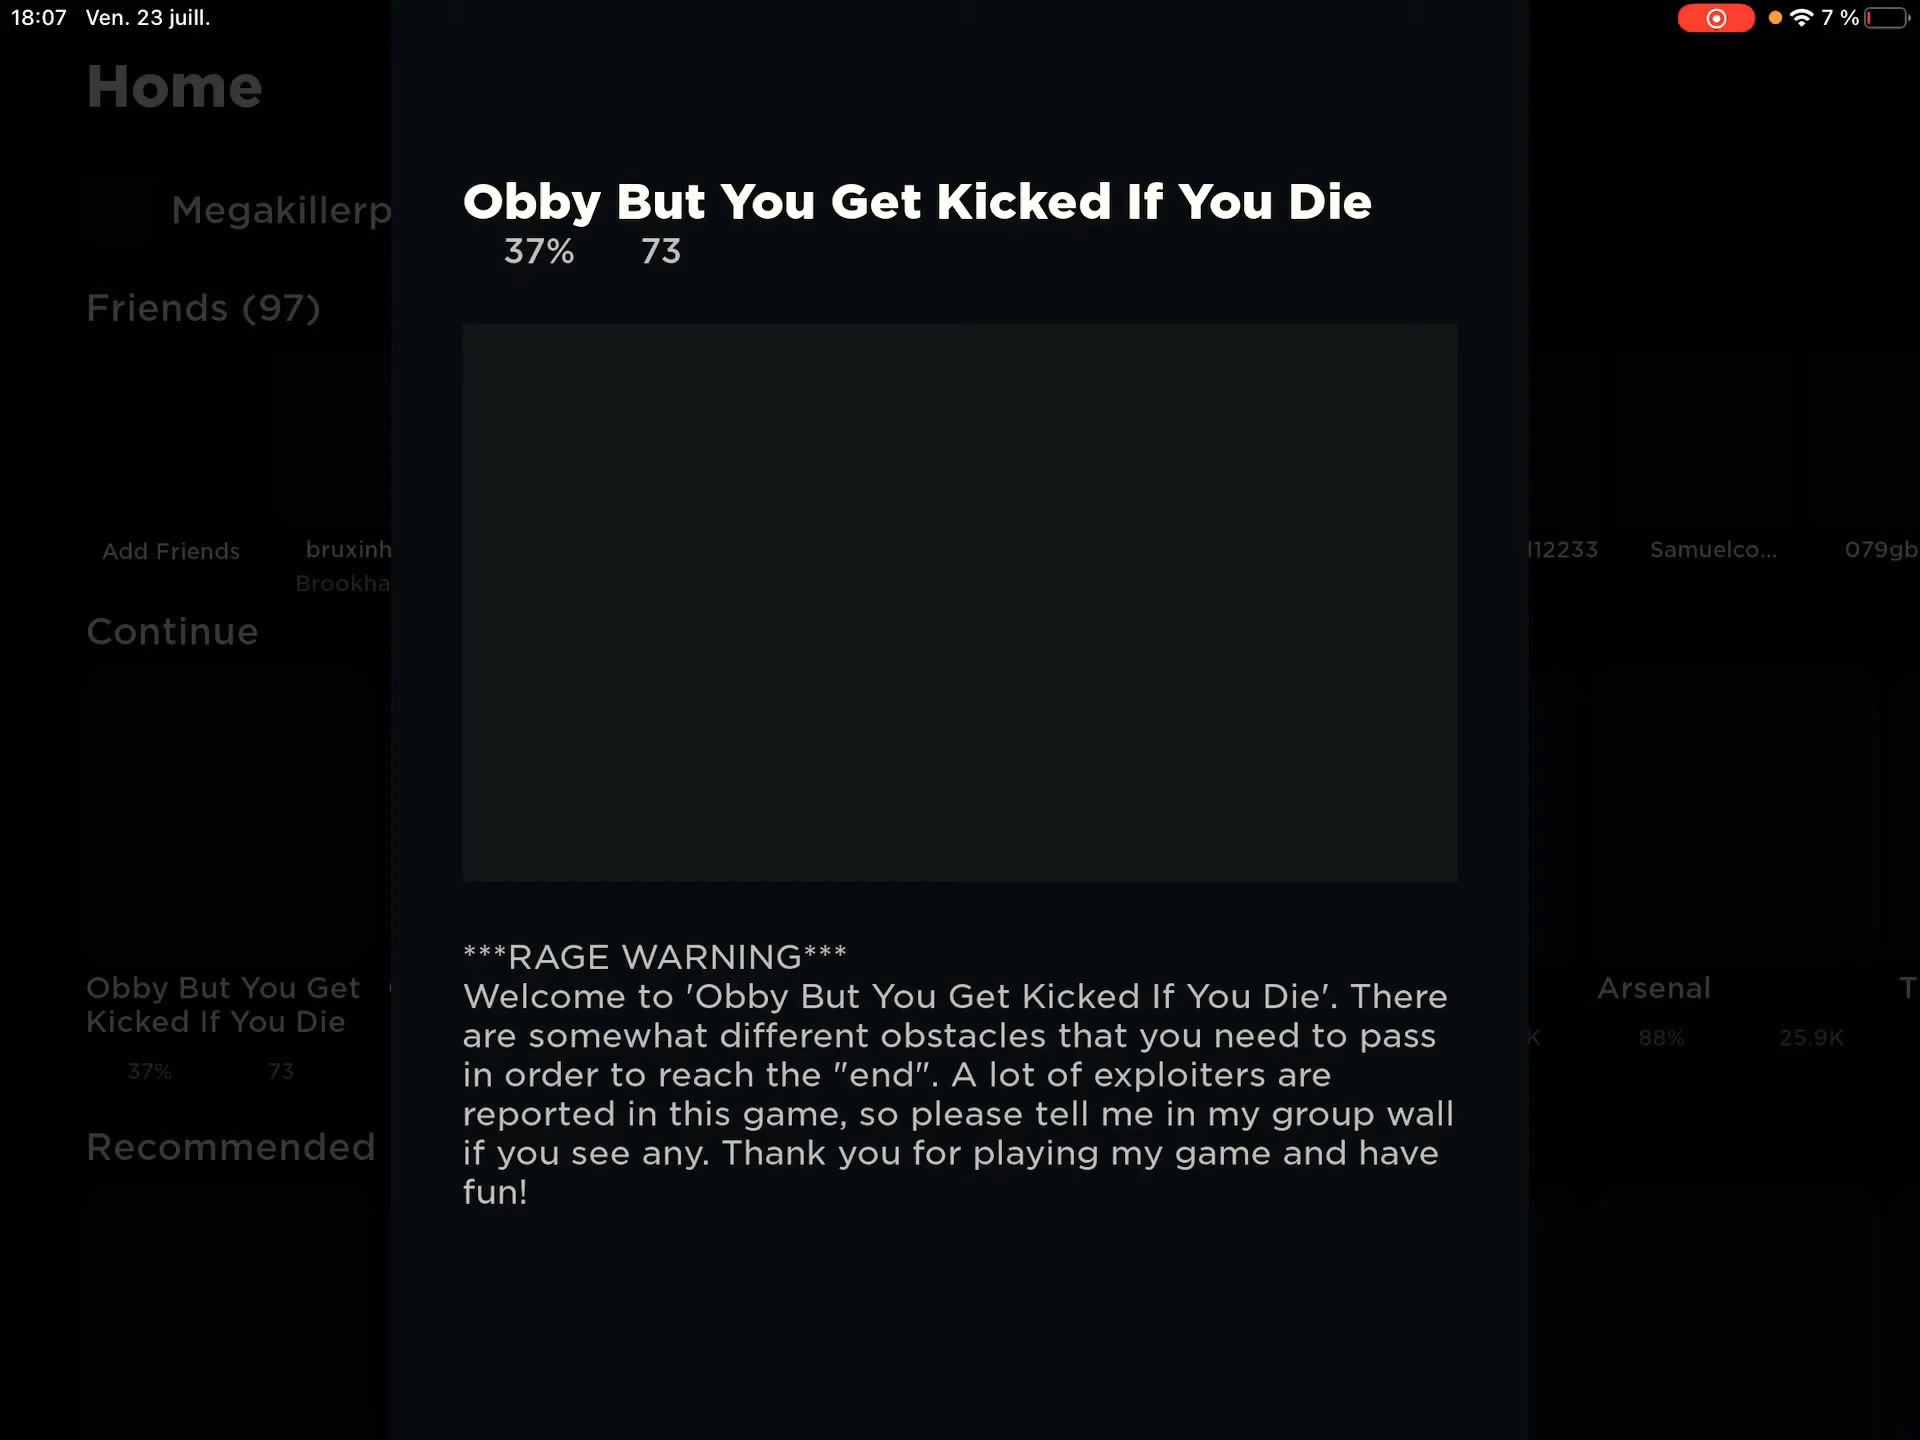 18:07 Ven. 23 juill.
7 %
Home
Megakillerp
Friends (97)
Add Friends
bruxinh
Brookha
112233
Samuelco...
079gb
Continue
Obby But You Get Kicked If You Die
37% 73
***RAGE WARNING***
Welcome to 'Obby But You Get Kicked If You Die'. There
are somewhat different obstacles that you need to pass
in order to reach the "end". A lot of exploiters are
reported in this game, so please tell me in my group wall
if you see any. Thank you for playing my game and have
fun!
Obby But You Get
Kicked If You Die
37% 73
K
Arsenal
88% 25.9K
T
Recommended